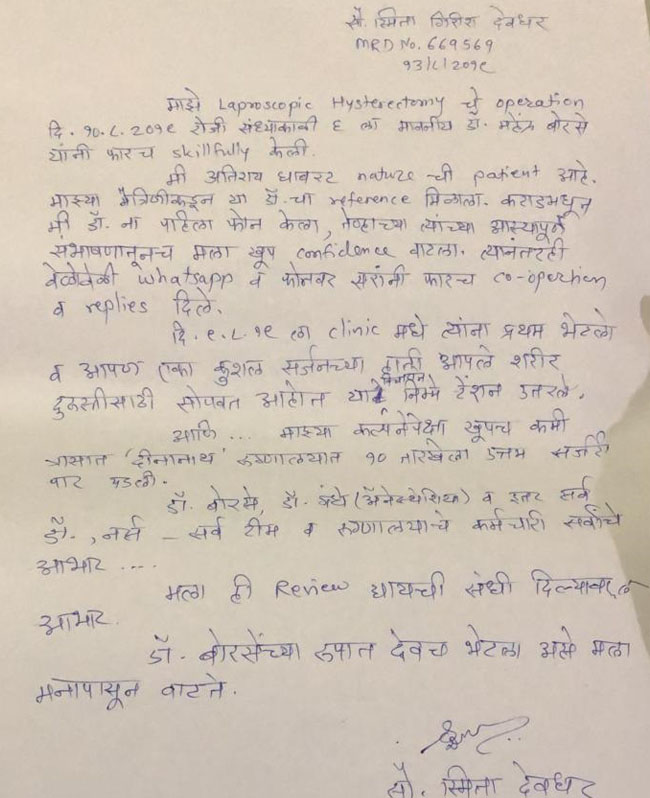 सौ. स्मिता गिरीश देवधर
MRD No. 669569
१३/८/२०१८
माझे Laproscopic Hysterectomy चे operation
दि. १०.८.२०१८ रोजी संध्याकाळी ६ ला माननीय डॉ. महेंद्र बोरसे
यांनी फारच skillfully केली.
मी अतिशय घाबरट nature ची patient आहे.
माझ्या मैत्रिणीकडून या डॉ. चा reference मिळाला. कराडमधून
मी डॉ. ना पहिला फोन केला, तेव्हाच्या त्यांच्या आस्थापूर्ण
संभाषणातूनच मला खूप confidence वाटला. त्यानंतरही
वेळोवेळी whatsapp व फोनवर सरांनी फारच co-operation
व replies दिले.
दि. ९.८.१८ ला clinic मधे त्यांना प्रथम भेटलो
व आपण एका कुशल सर्जनच्या हाती आपले शरीर
दुरुस्तीसाठी सोपवत आहोत निम्मे टेंशन उतरले.
आणि ... माझ्या कल्पनेपेक्षा खूपच कमी
त्रासात 'दीनानाथ' रुग्णालयात १० तारखेला उत्तम सर्जरी
पार पडली.
डॉ. बोरसे, डॉ. (अ‍ॅनेस्थेशिया) व इतर सर्व
डॉ., नर्स - सर्व टीम व रुग्णालयाचे कर्मचारी सर्वांचे
आभार ....
मला ही Review द्यायची संधी दिल्याबद्दल
आभार.
डॉ. बोरसेंच्या रुपात देवच भेटला असे मला
मनापासून वाटते.
सौ. स्मिता देवधर